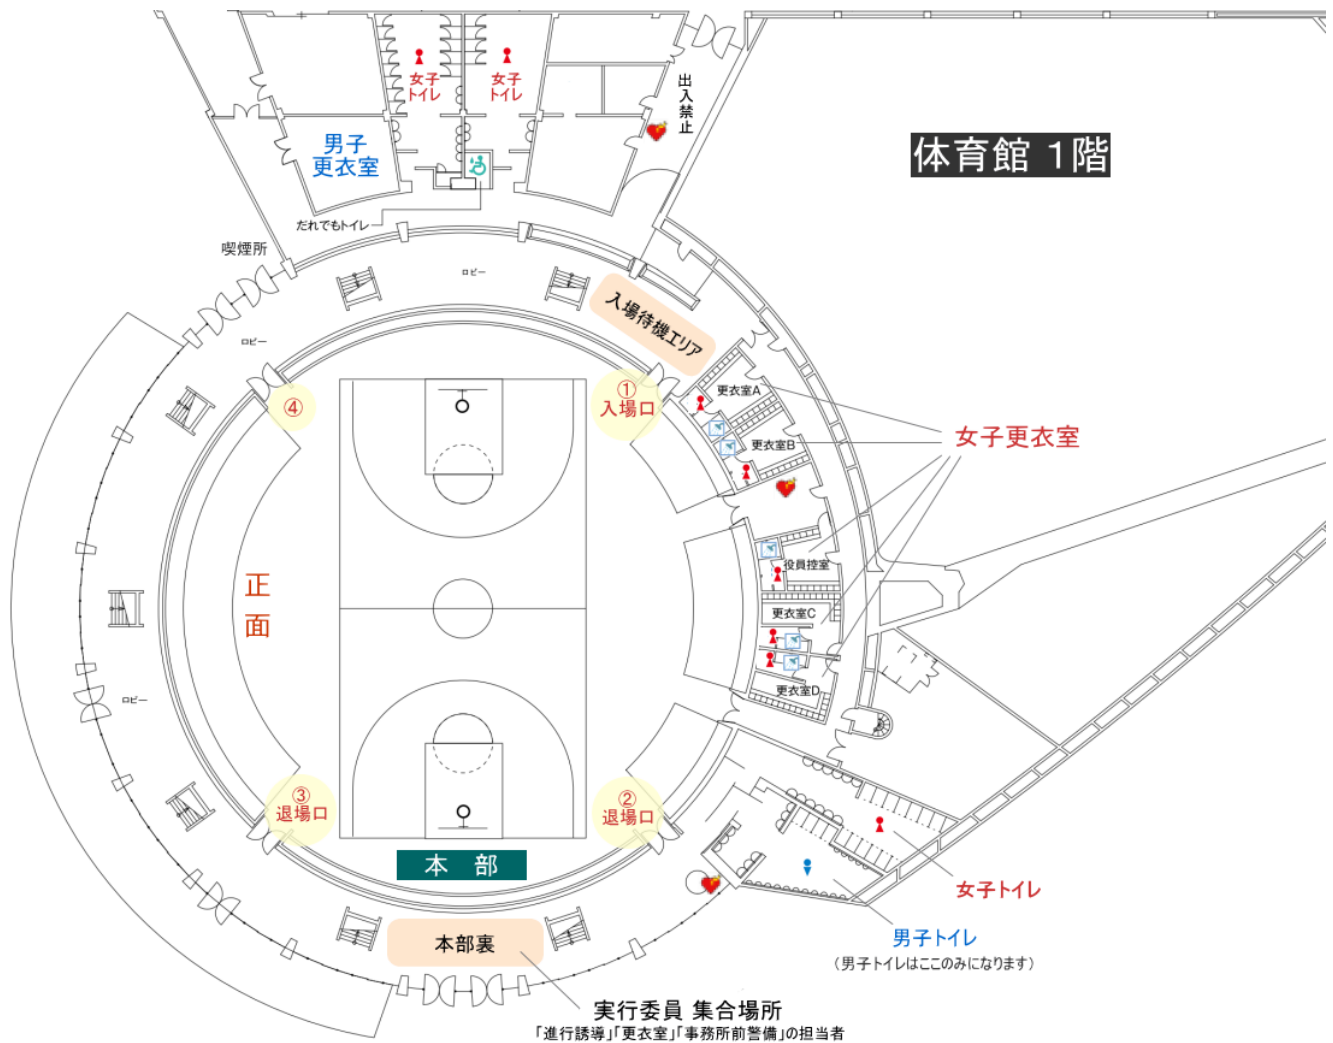 女子
トイレ
女子
トイレ
出入禁止
体育館 1階
男子
更衣室
だれでもトイレ
喫煙所
ロビー
入場待機エリア
ロビー
④
①
入場口
更衣室A
更衣室B
女子更衣室
役員控室
正面
更衣室C
更衣室D
ロビー
③
退場口
②
退場口
本 部
女子トイレ
本部裏
男子トイレ
(男子トイレはここのみになります)
実行委員 集合場所
「進行誘導」「更衣室」「事務所前警備」の担当者